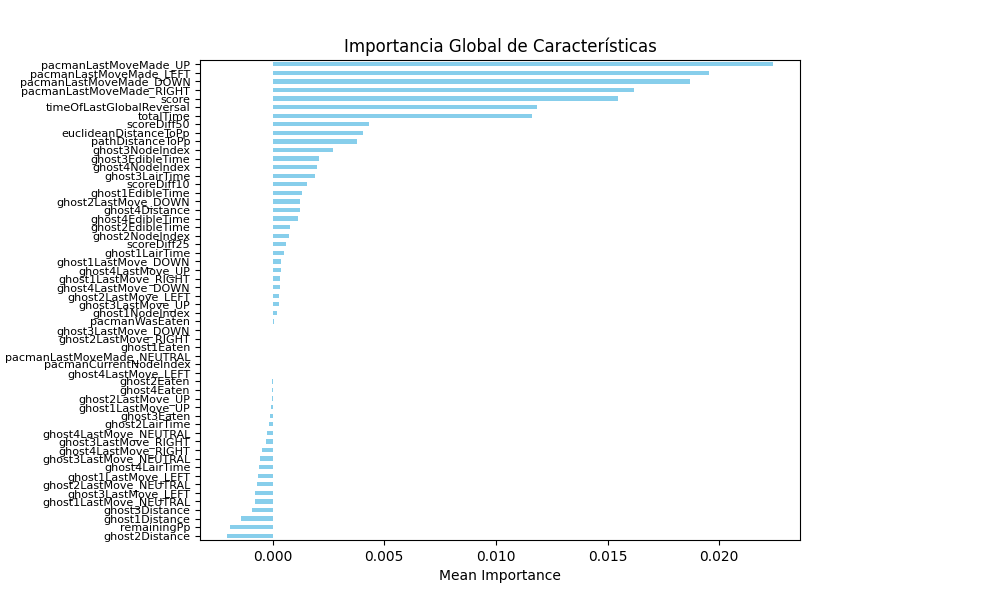 Importancia Global de Características
pacmanLastMoveMade_UP
pacmanLastMoveMade_LEFT
pacmanLastMoveMade_DOWN
pacmanLastMoveMade_RIGHT
score
timeOfLastGlobalReversal
totalTime
scoreDiff50
euclideanDistanceToPp
pathDistanceToPp
ghost3NodeIndex
ghost3EdibleTime
ghost4NodeIndex
ghost3LairTime
scoreDiff10
ghost1EdibleTime
ghost2LastMove_DOWN
ghost4Distance
ghost4EdibleTime
ghost2EdibleTime
ghost2NodeIndex
scoreDiff25
ghost1LairTime
ghost1LastMove_DOWN
ghost4LastMove_UP
ghost1LastMove_RIGHT
ghost4LastMove_DOWN
ghost2LastMove_LEFT
ghost3LastMove_UP
ghost1NodeIndex
pacmanWasEaten
ghost3LastMove_DOWN
ghost2LastMove_RIGHT
ghost1Eaten
pacmanLastMoveMade_NEUTRAL
pacmanCurrentNodeIndex
ghost4LastMove_LEFT
ghost2Eaten
ghost4Eaten
ghost2LastMove_UP
ghost1LastMove_UP
ghost3Eaten
ghost2LairTime
ghost4LastMove_NEUTRAL
ghost3LastMove_RIGHT
ghost4LastMove_RIGHT
ghost3LastMove_NEUTRAL
ghost4LairTime
ghost1LastMove_LEFT
ghost2LastMove_NEUTRAL
ghost3LastMove_LEFT
ghost1LastMove_NEUTRAL
ghost3Distance
ghost1Distance
remainingPp
ghost2Distance
0.000 0.005 0.010 0.015 0.020
Mean Importance